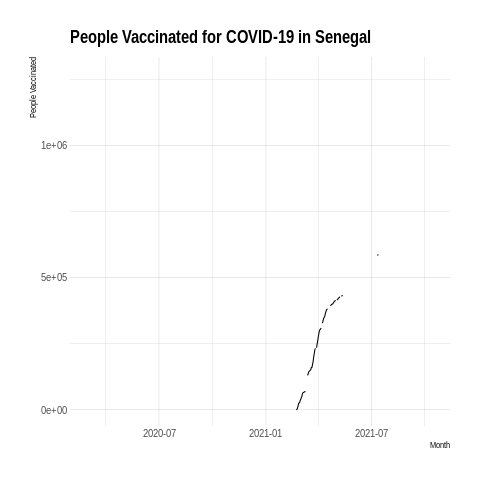 People Vaccinated for COVID-19 in Senegal
People Vaccinated
1e+06
5e+05
0e+00
2020-07 2021-01 2021-07
Month